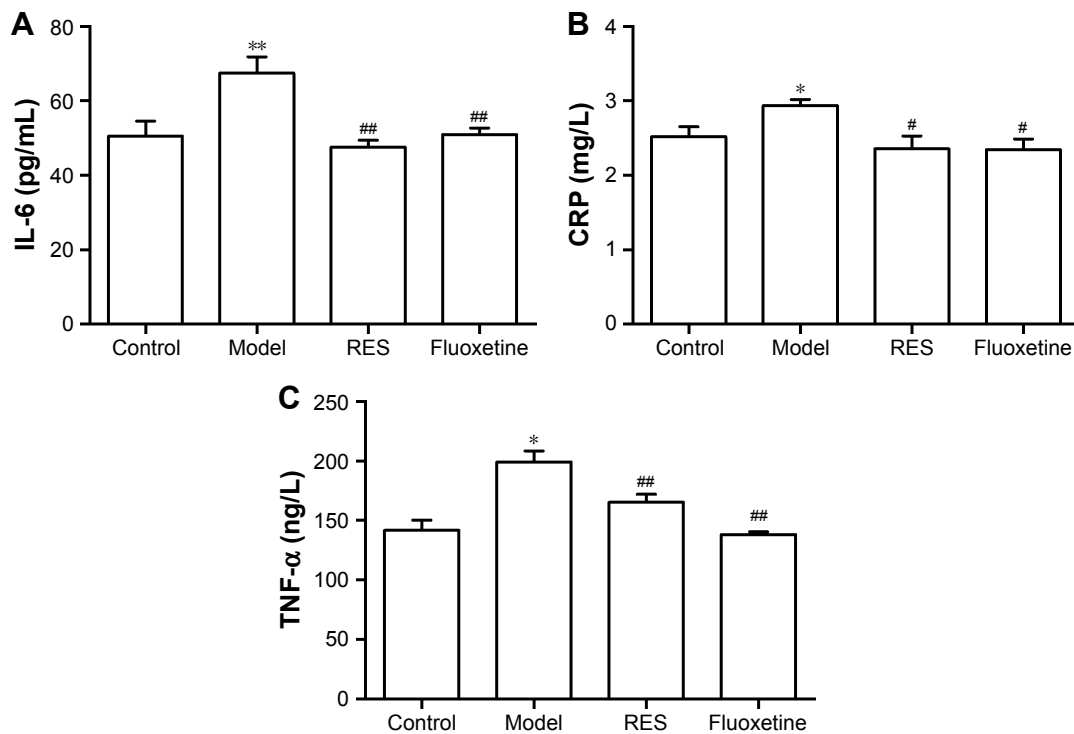 A
IL-6 (pg/mL)
80
60
40
20
0
**
##
##
Control Model RES Fluoxetine
B
CRP (mg/L)
4
3
2
1
0
*
#
#
Control Model RES Fluoxetine
C
TNF-α (ng/L)
250
200
150
100
50
0
*
##
##
Control Model RES Fluoxetine